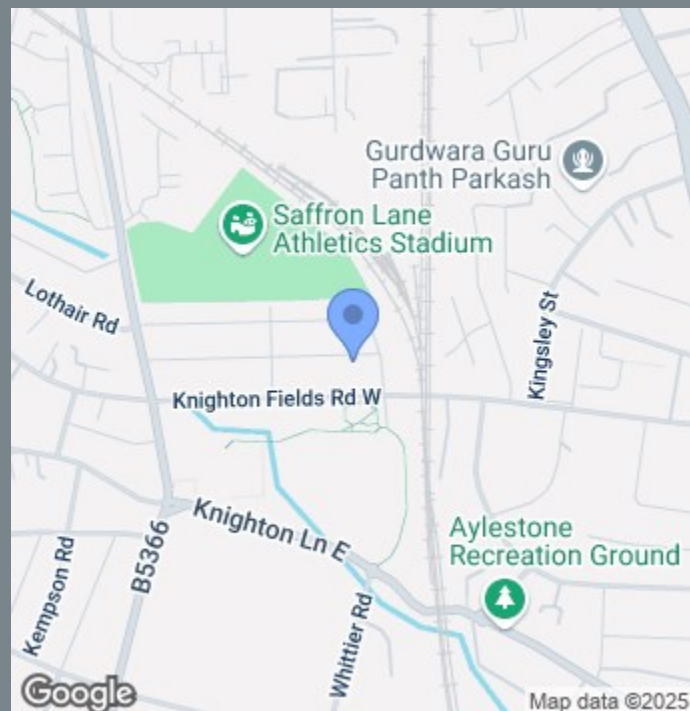 Gurdwara Guru
Panth Parkash
Saffron Lane
Athletics Stadium
Lothair Rd
Kingsley St
Knighton Fields Rd W
Knighton Ln E
Aylestone
Recreation Ground
B5366
Kempson Rd
Whittier Rd
Google
Map data ©2025